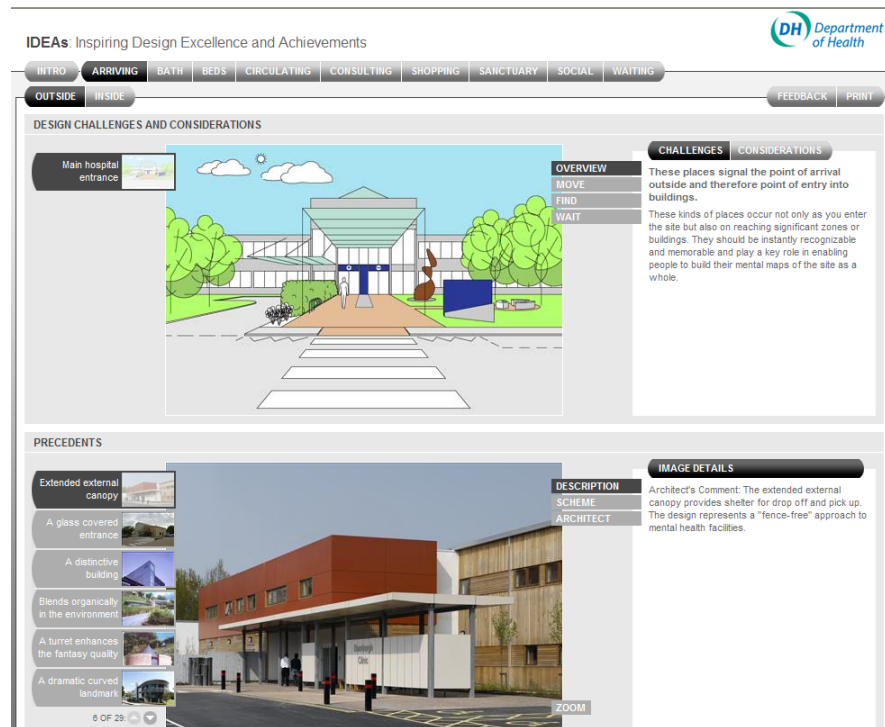 DH Department
of Health
IDEAs: Inspiring Design Excellence and Achievements
INTRO ARRIVING BATH BEDS CIRCULATING CONSULTING SHOPPING SANCTUARY SOCIAL WAITING
OUTSIDE INSIDE FEEDBACK PRINT
DESIGN CHALLENGES AND CONSIDERATIONS
Main hospital
entrance
OVERVIEW
MOVE
FIND
WAIT
CHALLENGES CONSIDERATIONS
These places signal the point of arrival
outside and therefore point of entry into
buildings.
These kinds of places occur not only as you enter
the site but also on reaching significant zones or
buildings. They should be instantly recognizable
and memorable and play a key role in enabling
people to build their mental maps of the site as a
whole.
PRECEDENTS
Extended external
canopy
A glass covered
entrance
A distinctive
building
Blends organically
in the environment
A turret enhances
the fantasy quality
A dramatic curved
landmark
6 OF 29:
DESCRIPTION
SCHEME
ARCHITECT
Clinic
ZOOM
IMAGE DETAILS
Architect's Comment: The extended external
canopy provides shelter for drop off and pick up.
The design represents a "fence-free" approach to
mental health facilities.